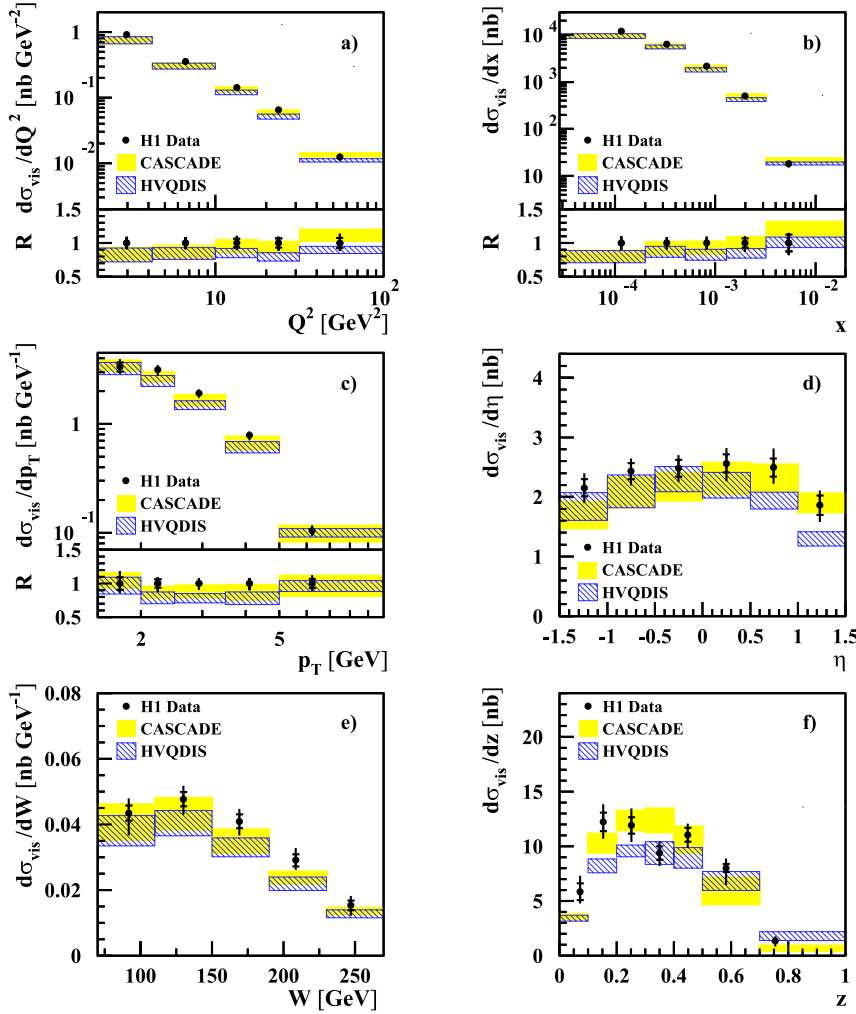 dσvis/dQ² [nb GeV⁻²]
a)
1
10⁻¹
10⁻²
H1 Data
CASCADE
HVQDIS
R
1.5
1
0.5
10
10²
Q² [GeV²]
dσvis/dx [nb]
b)
10⁴
10³
10²
10
H1 Data
CASCADE
HVQDIS
R
1.5
1
0.5
10⁻⁴
10⁻³
10⁻²
x
dσvis/dpT [nb GeV⁻¹]
c)
1
10⁻¹
H1 Data
CASCADE
HVQDIS
R
1.5
1
0.5
2
5
pT [GeV]
dσvis/dη [nb]
d)
4
3
2
1
0
H1 Data
CASCADE
HVQDIS
-1.5
-1
-0.5
0
0.5
1
1.5
η
dσvis/dW [nb GeV⁻¹]
e)
0.08
0.06
0.04
0.02
0
H1 Data
CASCADE
HVQDIS
100
150
200
250
W [GeV]
dσvis/dz [nb]
f)
20
15
10
5
0
H1 Data
CASCADE
HVQDIS
0
0.2
0.4
0.6
0.8
1
z